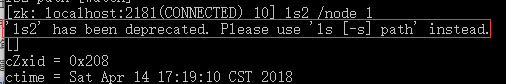 [zk: localhost:2181(CONNECTED) 10] ls2 /node_1
'ls2' has been deprecated. Please use 'ls [-s] path' instead.
[]
cZxid = 0x208
ctime = Sat Apr 14 17:19:10 CST 2018